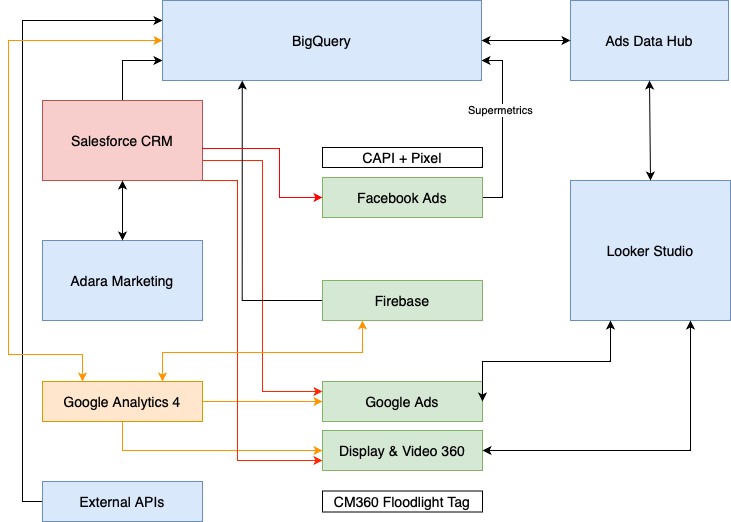 BigQuery
Ads Data Hub
Supermetrics
Salesforce CRM
CAPI + Pixel
Facebook Ads
Looker Studio
Adara Marketing
Firebase
Google Analytics 4
Google Ads
Display & Video 360
External APIs
CM360 Floodlight Tag